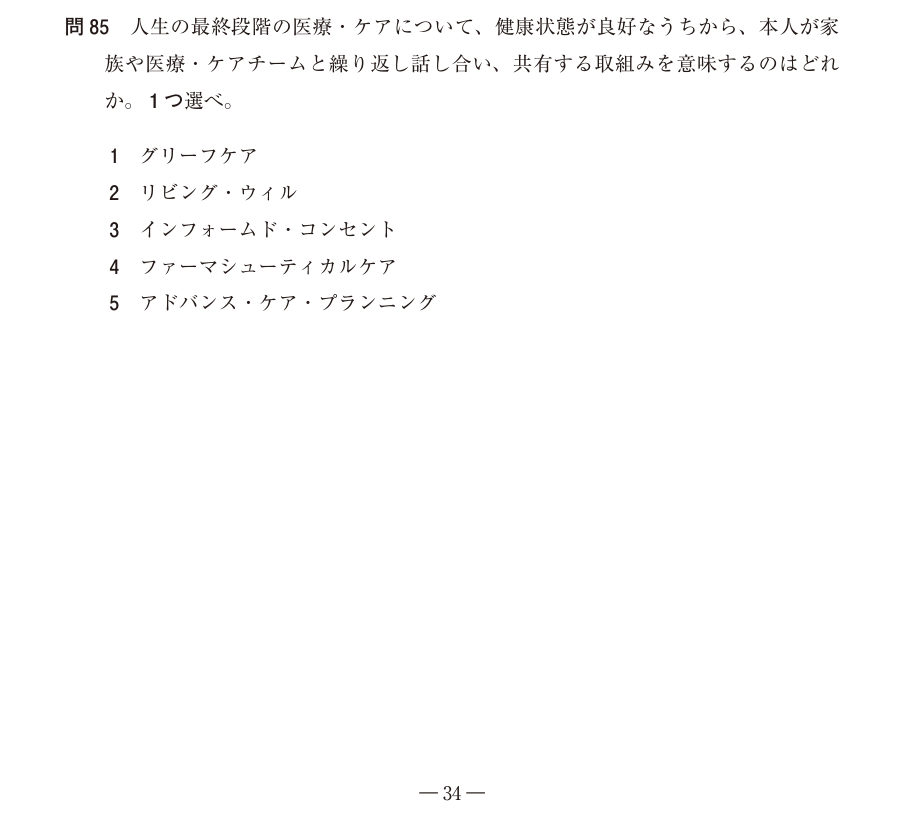 問 85　人生の最終段階の医療・ケアについて、健康状態が良好なうちから、本人が家
族や医療・ケアチームと繰り返し話し合い、共有する取組みを意味するのはどれ
か。1つ選べ。
1　グリーフケア
2　リビング・ウィル
3　インフォームド・コンセント
4　ファーマシューティカルケア
5　アドバンス・ケア・プランニング
― 34 ―